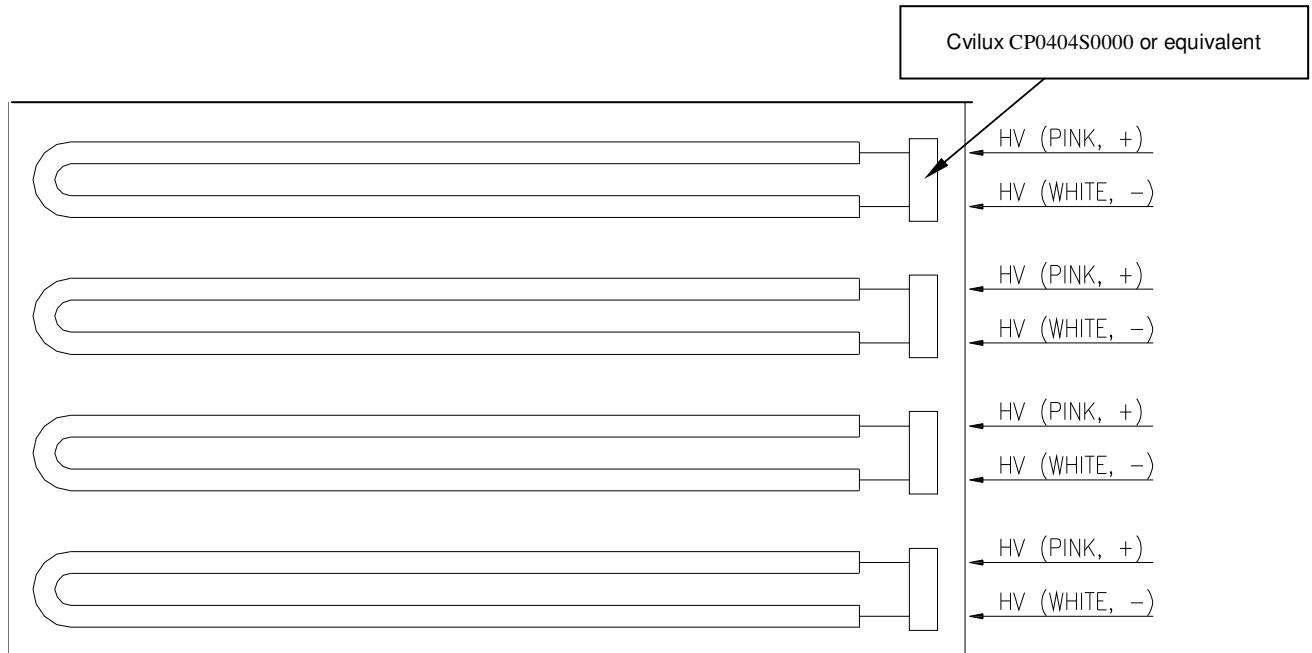 Cvilux CP0404S0000 or equivalent
HV (PINK, +)
HV (WHITE, −)
HV (PINK, +)
HV (WHITE, −)
HV (PINK, +)
HV (WHITE, −)
HV (PINK, +)
HV (WHITE, −)